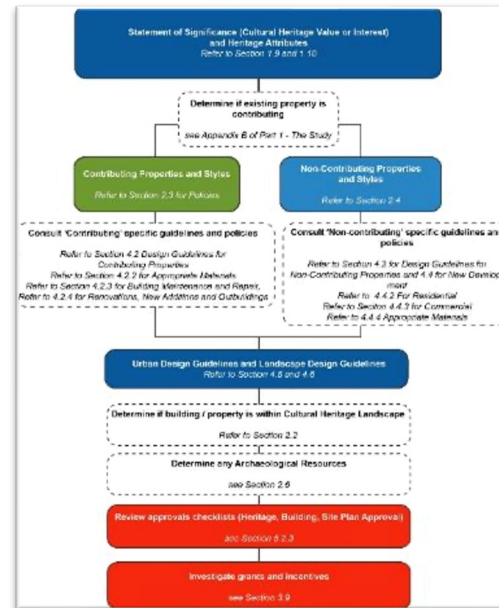 Statement of Significance (Cultural Heritage Value or Interest)
and Heritage Attributes
Refer to Section 1.9 and 1.10
Determine if existing property is
contributing
see Appendix B of Part 1 - The Study
Contributing Properties and Styles
Refer to Section 2.3 for Policies
Non-Contributing Properties
and Styles
Refer to Section 2.4
Consult 'Contributing' specific guidelines and policies
Refer to Section 4.2 Design Guidelines for
Contributing Properties
Refer to Section 4.2.2 for Appropriate Materials
Refer to Section 4.2.3 for Building Maintenance and Repair,
Refer to 4.2.4 for Renovations, New Additions and Outbuildings
Consult 'Non-contributing' specific guidelines and
policies
Refer to Section 4.3 for Design Guidelines for
Non-Contributing Properties and 4.4 for New Develop
ment
Refer to 4.4.2 For Residential
Refer to Section 4.4.3 for Commercial
Refer to 4.4.4 Appropriate Materials
Urban Design Guidelines and Landscape Design Guidelines
Refer to Section 4.5 and 4.6
Determine if building / property is within Cultural Heritage Landscape
Refer to Section 2.2
Determine any Archaeological Resources
see Section 2.6
Review approvals checklists (Heritage, Building, Site Plan Approval)
see Section 5.2.3
Investigate grants and incentives
see Section 3.9